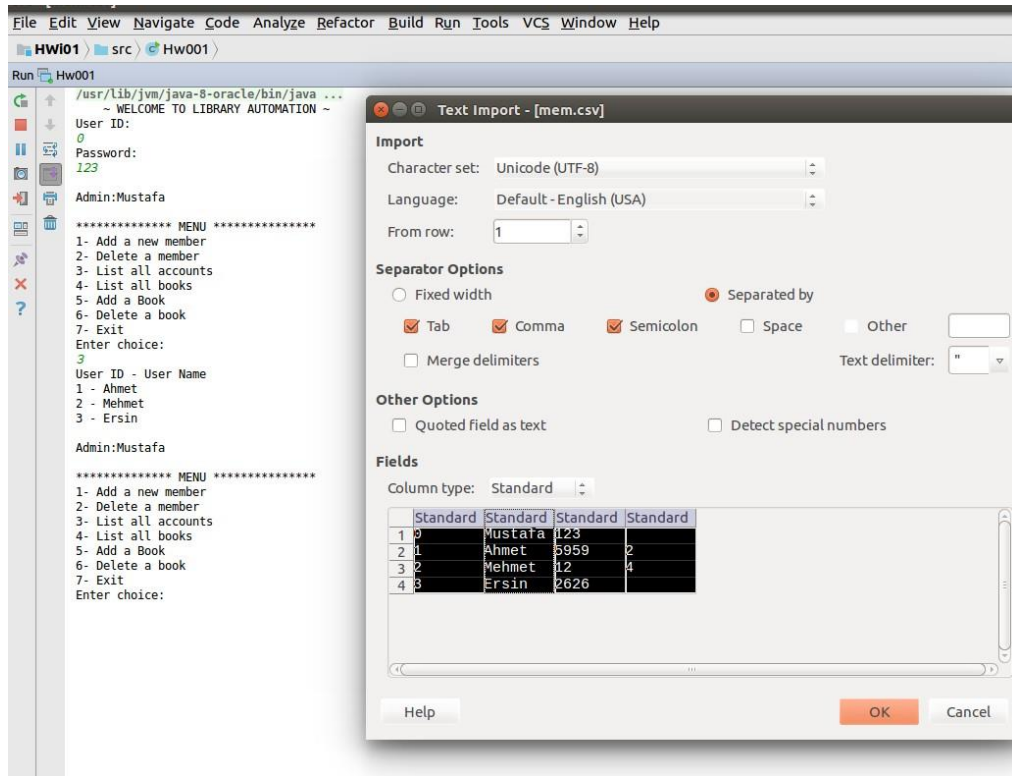 File Edit View Navigate Code Analyze Refactor Build Run Tools VCS Window Help
HWi01 src Hw001
Run Hw001
/usr/lib/jvm/java-8-oracle/bin/java ...
~ WELCOME TO LIBRARY AUTOMATION ~
User ID:
0
Password:
123
Admin:Mustafa
************** MENU ***************
1- Add a new member
2- Delete a member
3- List all accounts
4- List all books
5- Add a Book
6- Delete a book
7- Exit
Enter choice:
3
User ID - User Name
1 - Ahmet
2 - Mehmet
3 - Ersin
Admin:Mustafa
************** MENU ***************
1- Add a new member
2- Delete a member
3- List all accounts
4- List all books
5- Add a Book
6- Delete a book
7- Exit
Enter choice:
Text Import - [mem.csv]
Import
Character set: Unicode (UTF-8)
Language: Default - English (USA)
From row: 1
Separator Options
Fixed width Separated by
Tab Comma Semicolon Space Other
Merge delimiters Text delimiter: "
Other Options
Quoted field as text Detect special numbers
Fields
Column type: Standard
Standard Standard Standard Standard
1 0 Mustafa 123
2 1 Ahmet 5959 2
3 2 Mehmet 12 4
4 3 Ersin 2626
Help OK Cancel